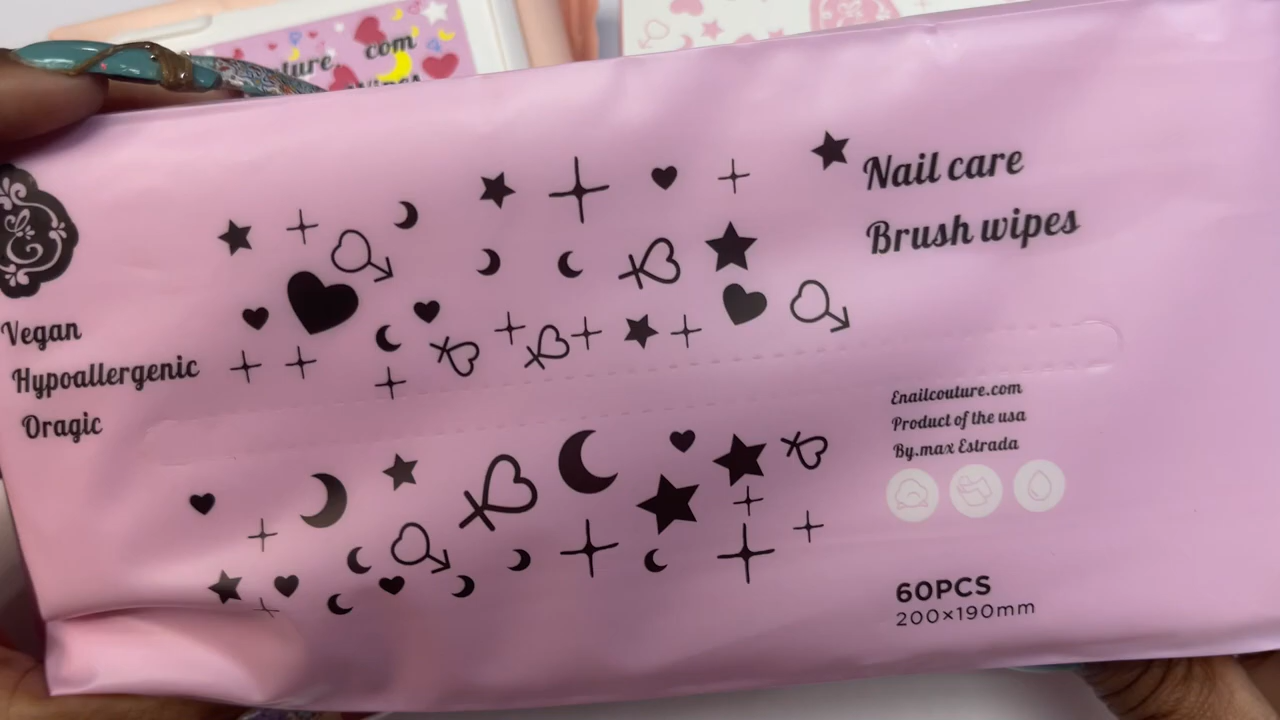 com
Nail care
Brush wipes
Vegan
Hypoallergenic
Oragic
Enailcouture.com
Product of the usa
By.max Estrada
60PCS
200×190mm